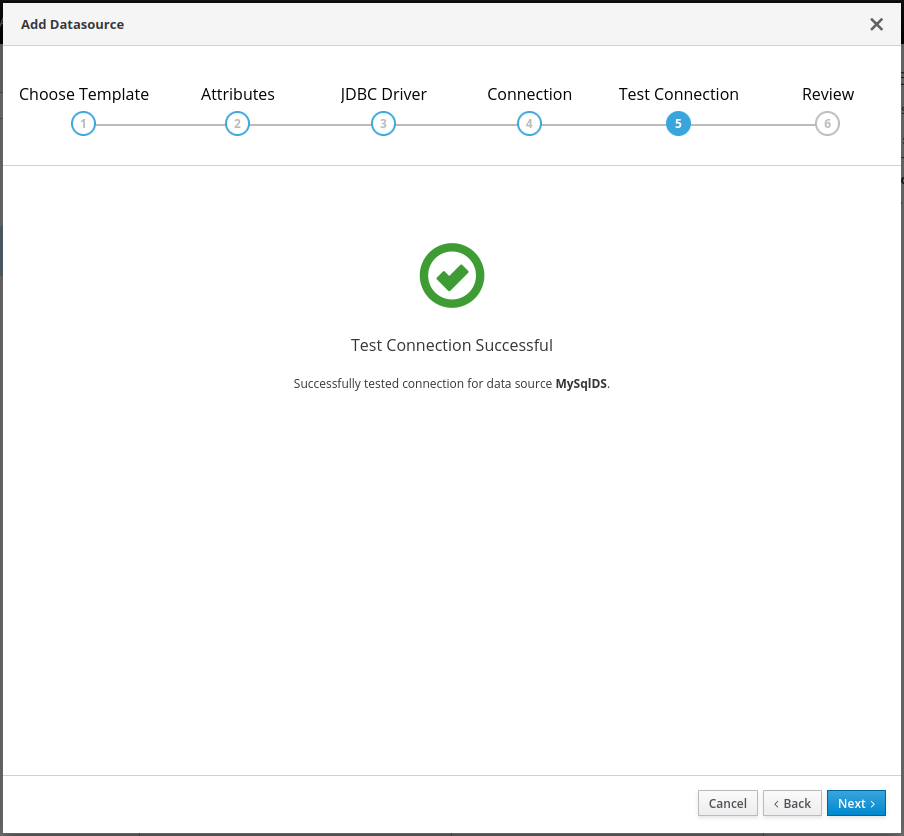 Add Datasource
Choose Template Attributes JDBC Driver Connection Test Connection Review
1 2 3 4 5 6
Test Connection Successful
Successfully tested connection for data source MySqlDS.
Cancel ‹ Back Next ›